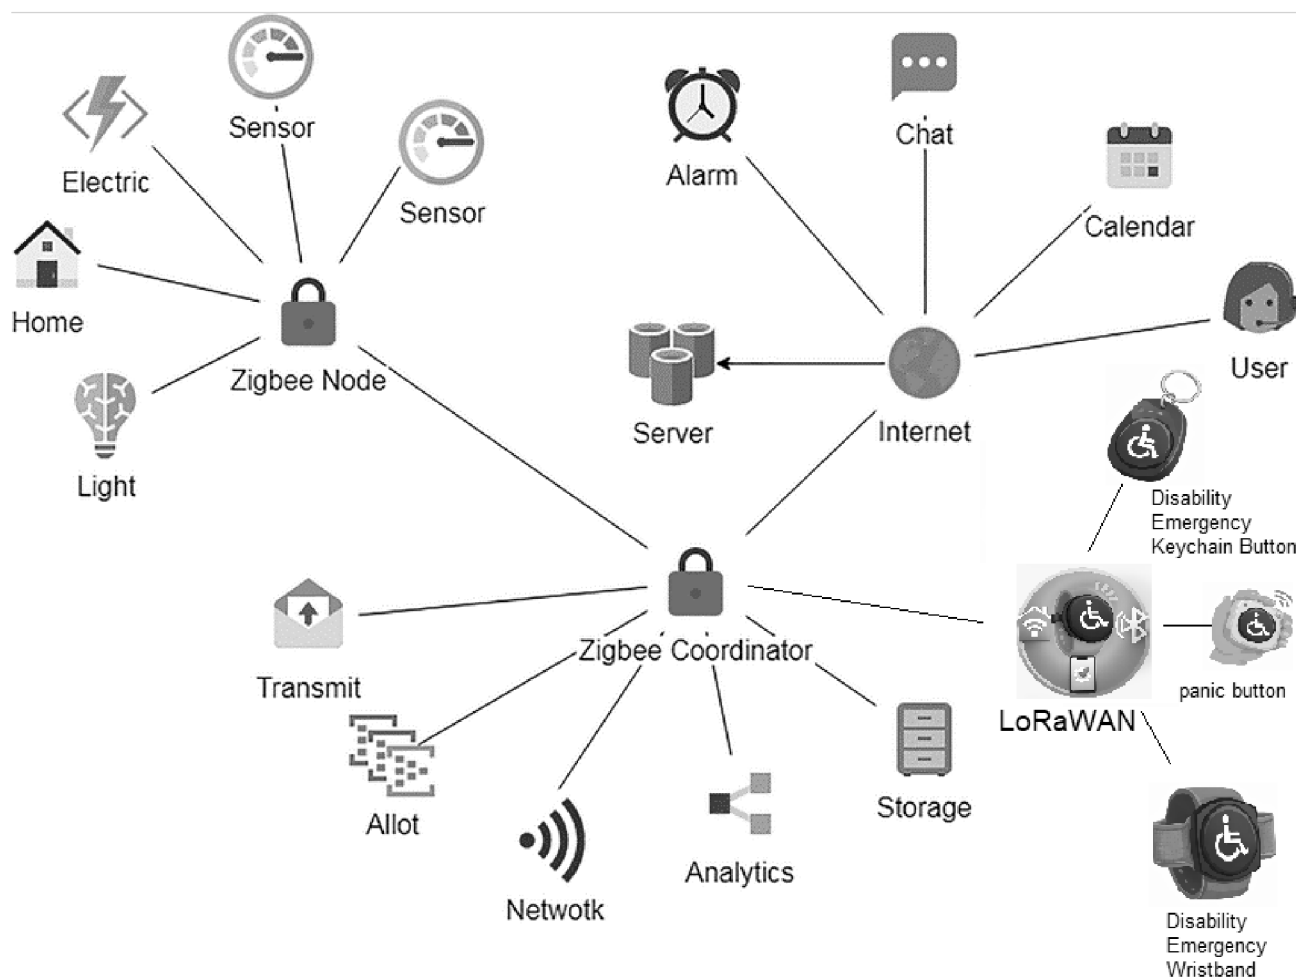 Sensor
Chat
Electric
Alarm
Sensor
Calendar
Home
Zigbee Node
User
Server
Internet
Light
Disability
Emergency
Keychain Button
Zigbee Coordinator
Transmit
panic button
LoRaWAN
Allot
Storage
Analytics
Netwotk
Disability
Emergency
Wristband